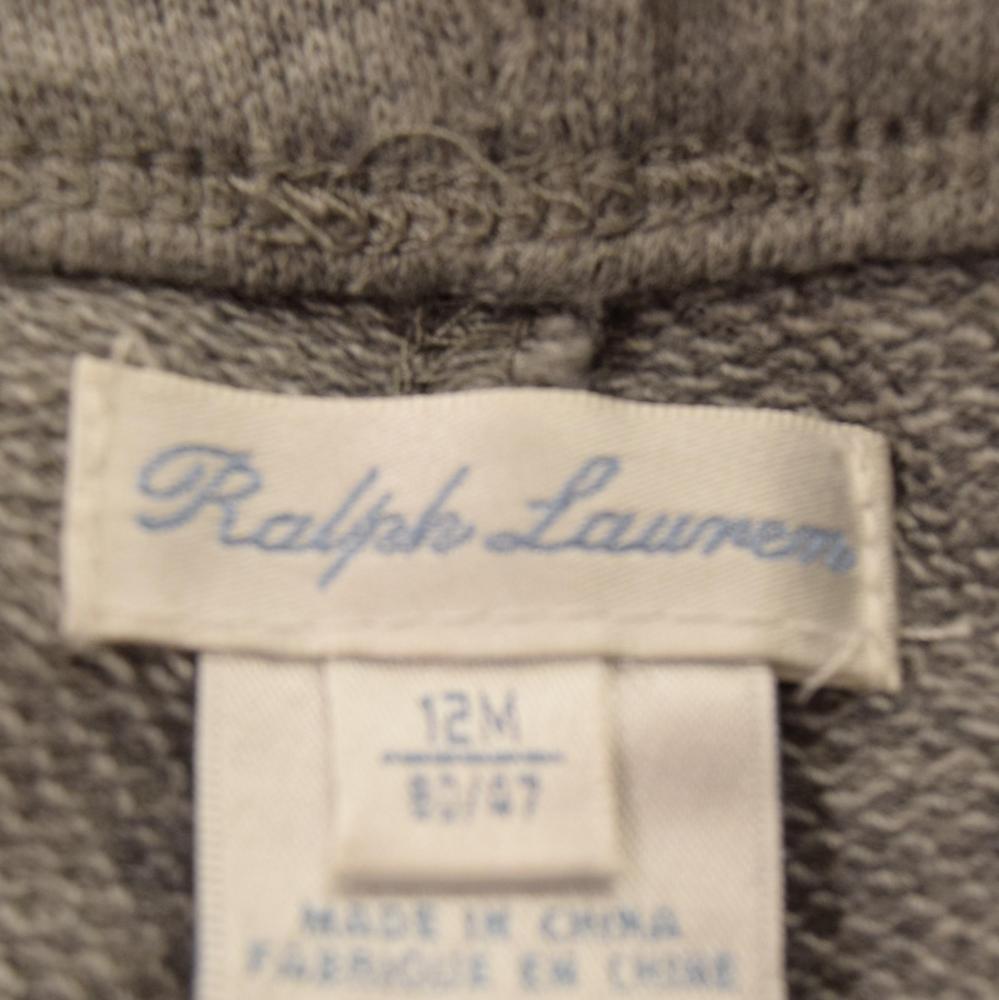 Ralph Lauren
12M
80/47
MADE IN CHINA
FABRIQUE EN CHINE